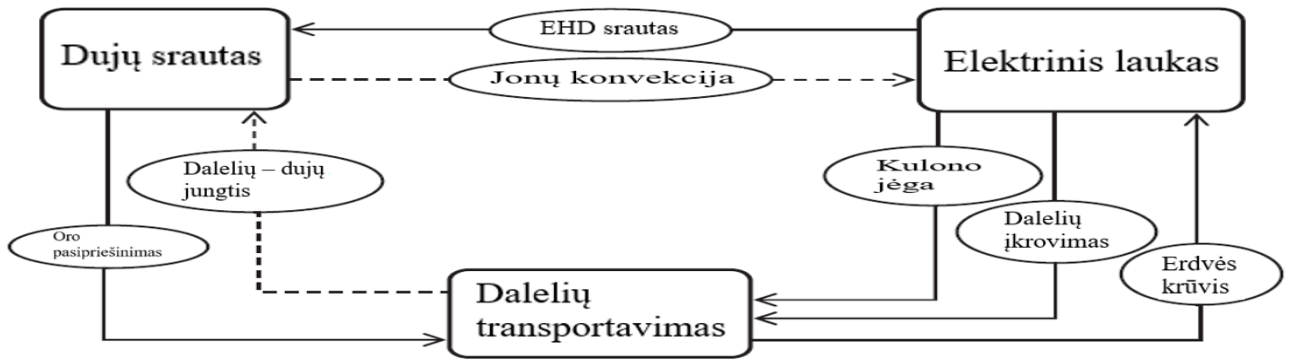 EHD srautas
Dujų srautas
Elektrinis laukas
Jonų konvekcija
Dalelių – dujų
jungtis
Kulono
jėga
Dalelių
įkrovimas
Oro
pasipriešinimas
Erdvės
krūvis
Dalelių
transportavimas